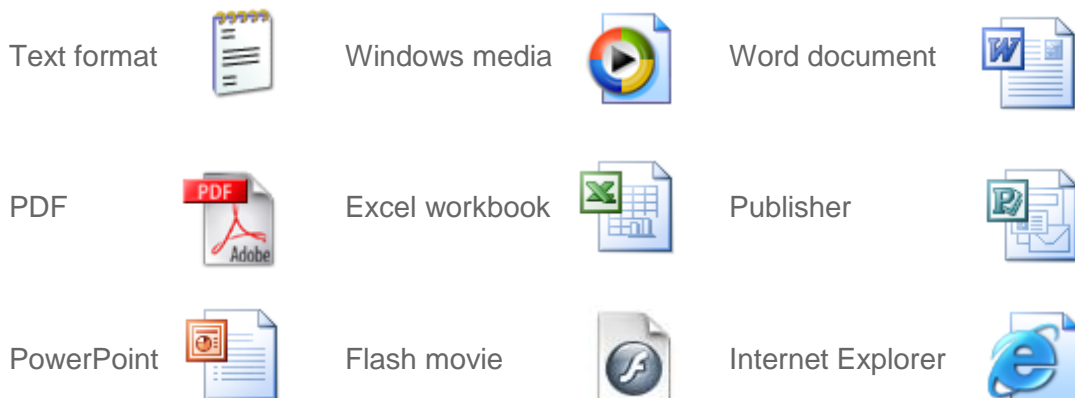 Text format Windows media Word document
PDF Excel workbook Publisher
PowerPoint Flash movie Internet Explorer
PDF
Adobe